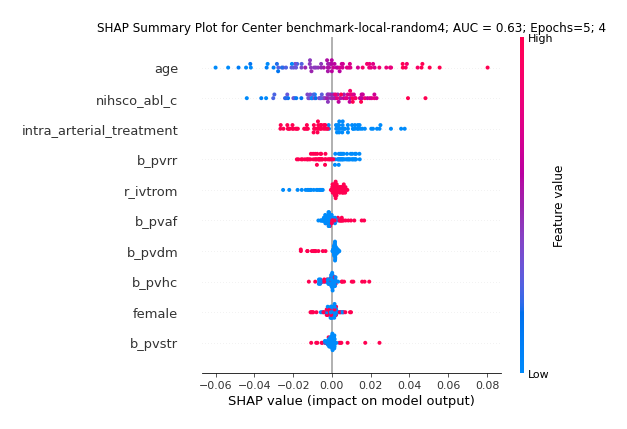 SHAP Summary Plot for Center benchmark-local-random4; AUC = 0.63; Epochs=5; 4
High
age
nihsco_abl_c
intra_arterial_treatment
b_pvrr
r_ivtrom
b_pvaf
b_pvdm
b_pvhc
female
b_pvstr
Feature value
Low
−0.06 −0.04 −0.02 0.00 0.02 0.04 0.06 0.08
SHAP value (impact on model output)